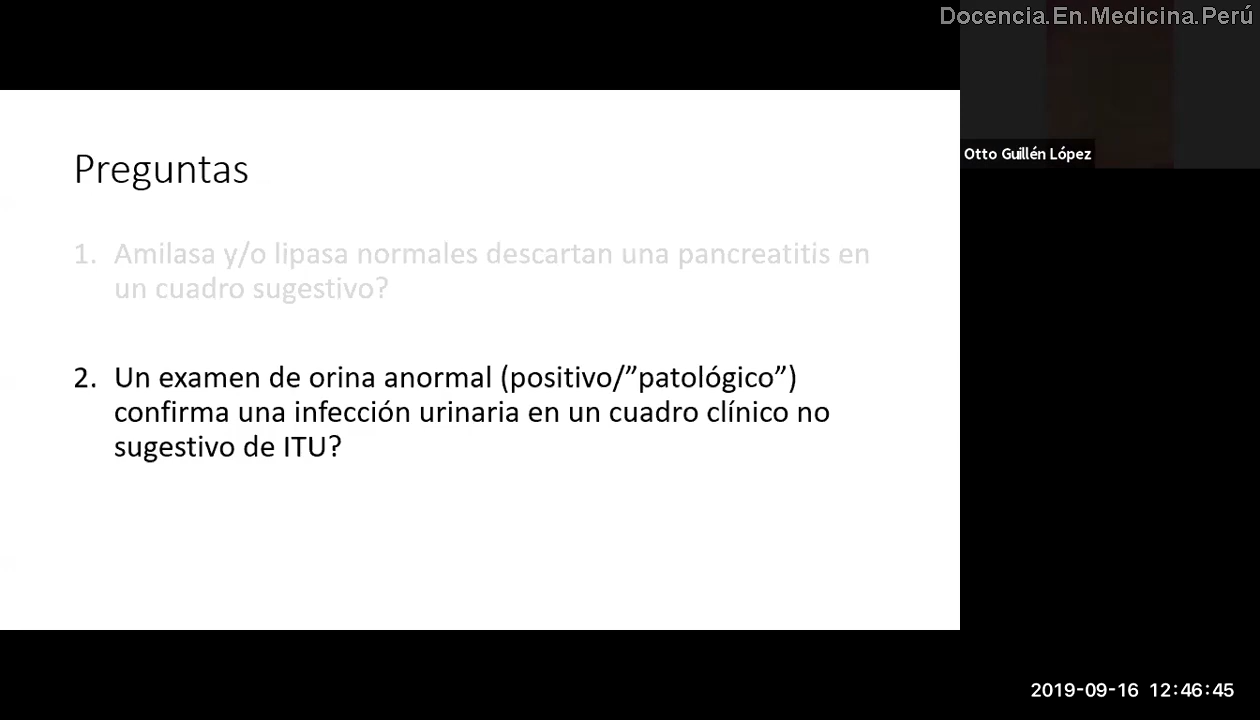 Docencia.En.Medicina.Perú
Otto Guillén López
Preguntas
1. Amilasa y/o lipasa normales descartan una pancreatitis en
un cuadro sugestivo?
2. Un examen de orina anormal (positivo/”patológico”)
confirma una infección urinaria en un cuadro clínico no
sugestivo de ITU?
2019-09-16 12:46:45